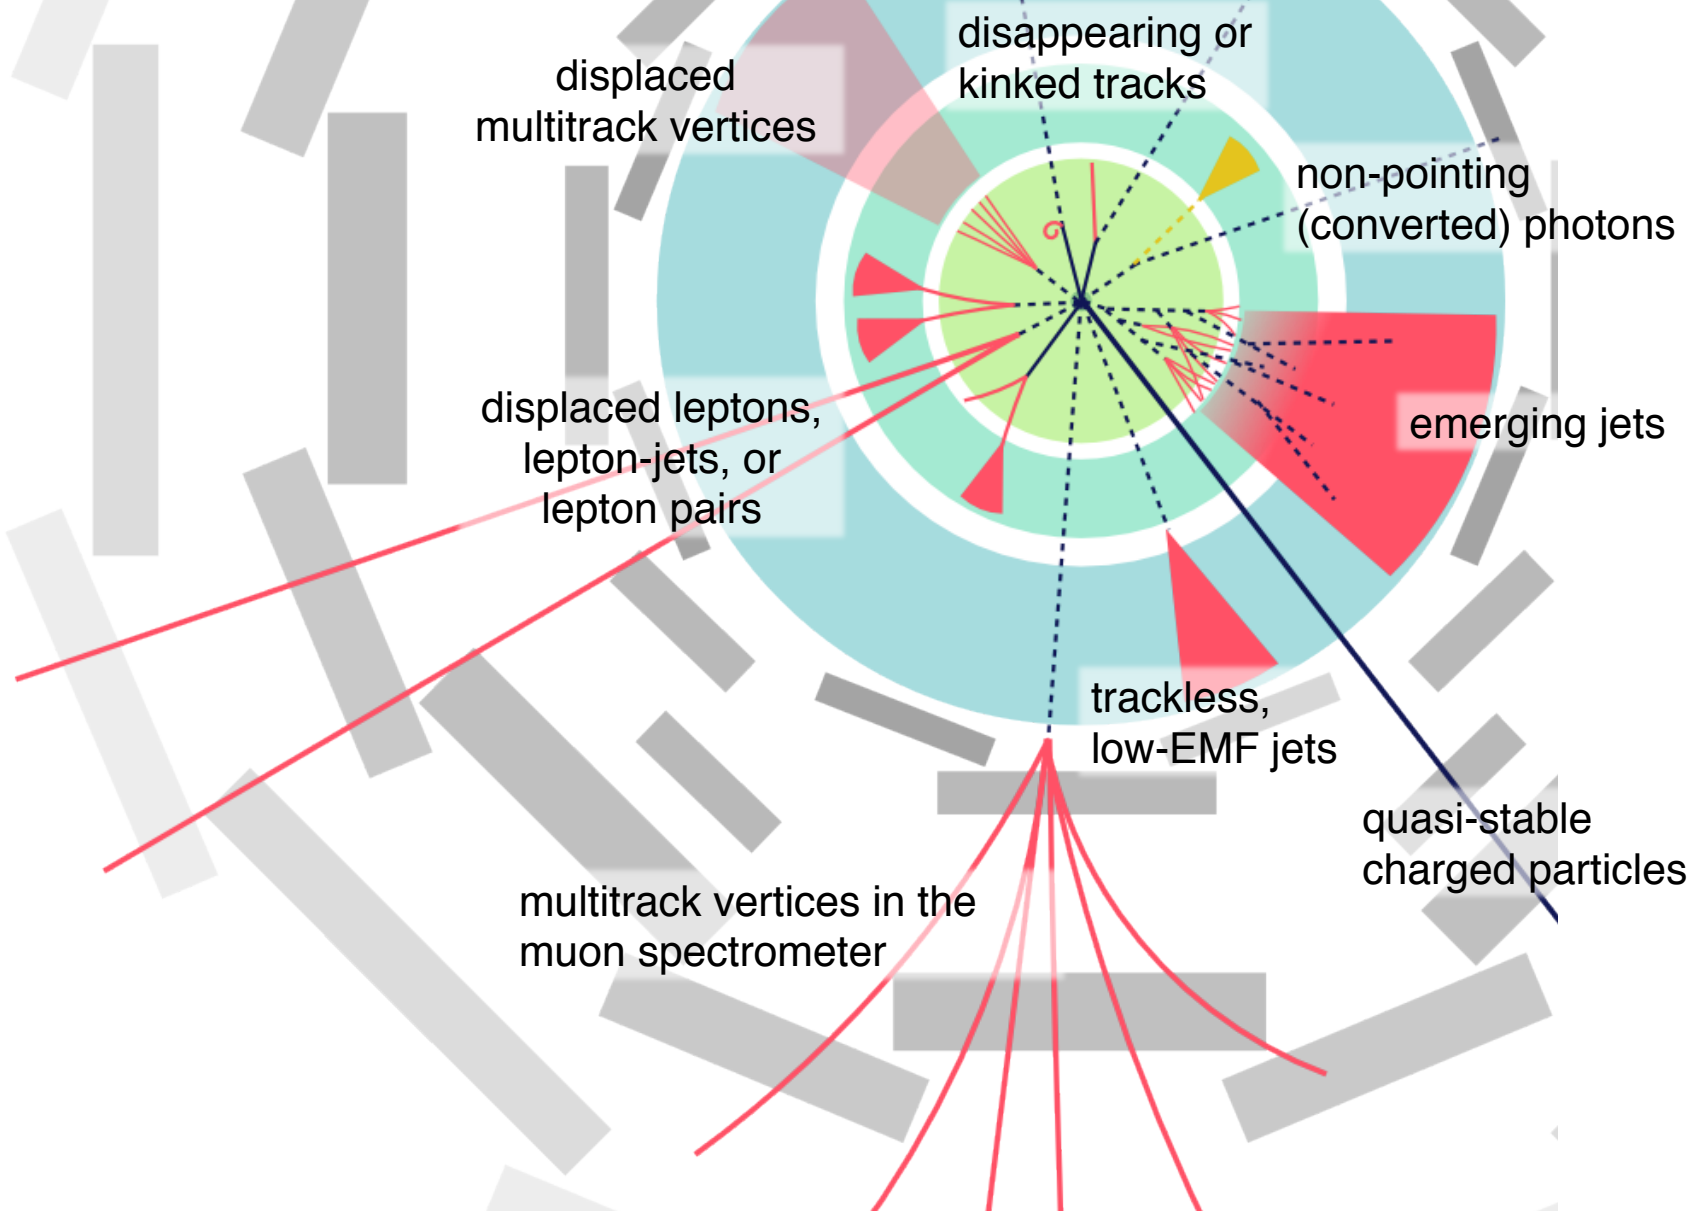 disappearing or
kinked tracks
displaced
multitrack vertices
non-pointing
(converted) photons
displaced leptons,
lepton-jets, or
lepton pairs
emerging jets
trackless,
low-EMF jets
quasi-stable
charged particles
multitrack vertices in the
muon spectrometer